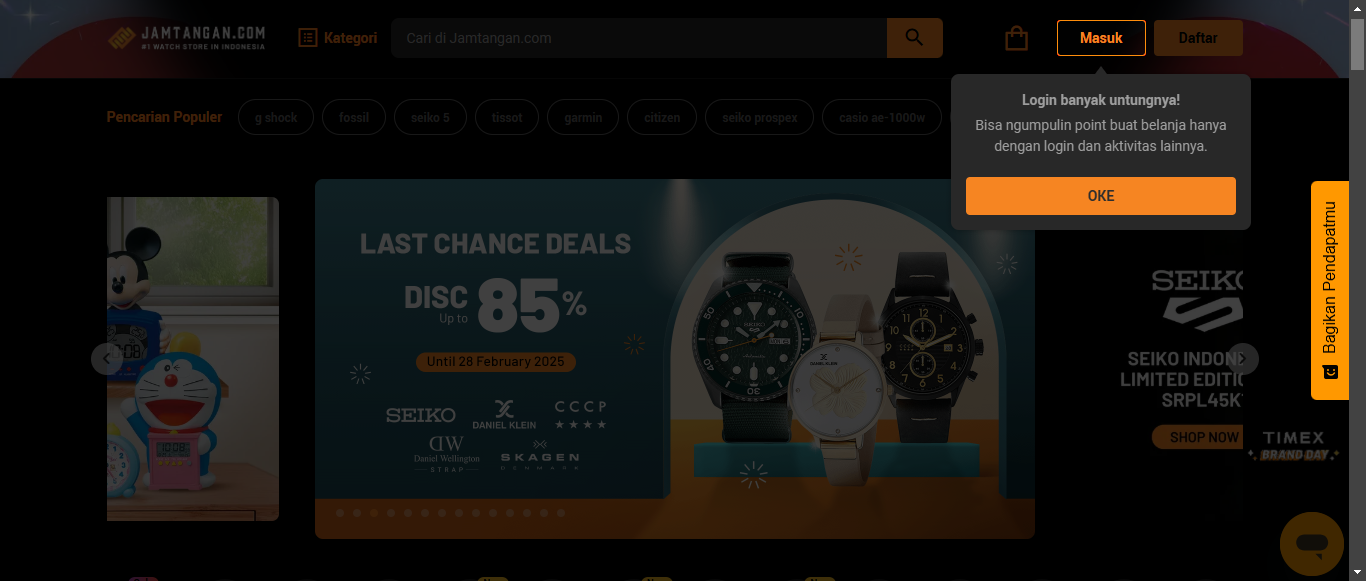 JAMTANGAN.COM
#1 WATCH STORE IN INDONESIA
Kategori
Cari di Jamtangan.com
Masuk
Daftar
Login banyak untungnya!
Bisa ngumpulin point buat belanja hanya
dengan login dan aktivitas lainnya.
OKE
Pencarian Populer
g shock
fossil
seiko 5
tissot
garmin
citizen
seiko prospex
casio ae-1000w
LAST CHANCE DEALS
DISC
Up to
85%
Until 28 February 2025
SEIKO
DANIEL KLEIN
CCCP
DW
Daniel Wellington
STRAP
SKAGEN
DENMARK
SEIKO
SEIKO INDON
LIMITED EDITI
SRPL45K
SHOP NOW
TIMEX
BRAND DAY
Bagikan Pendapatmu